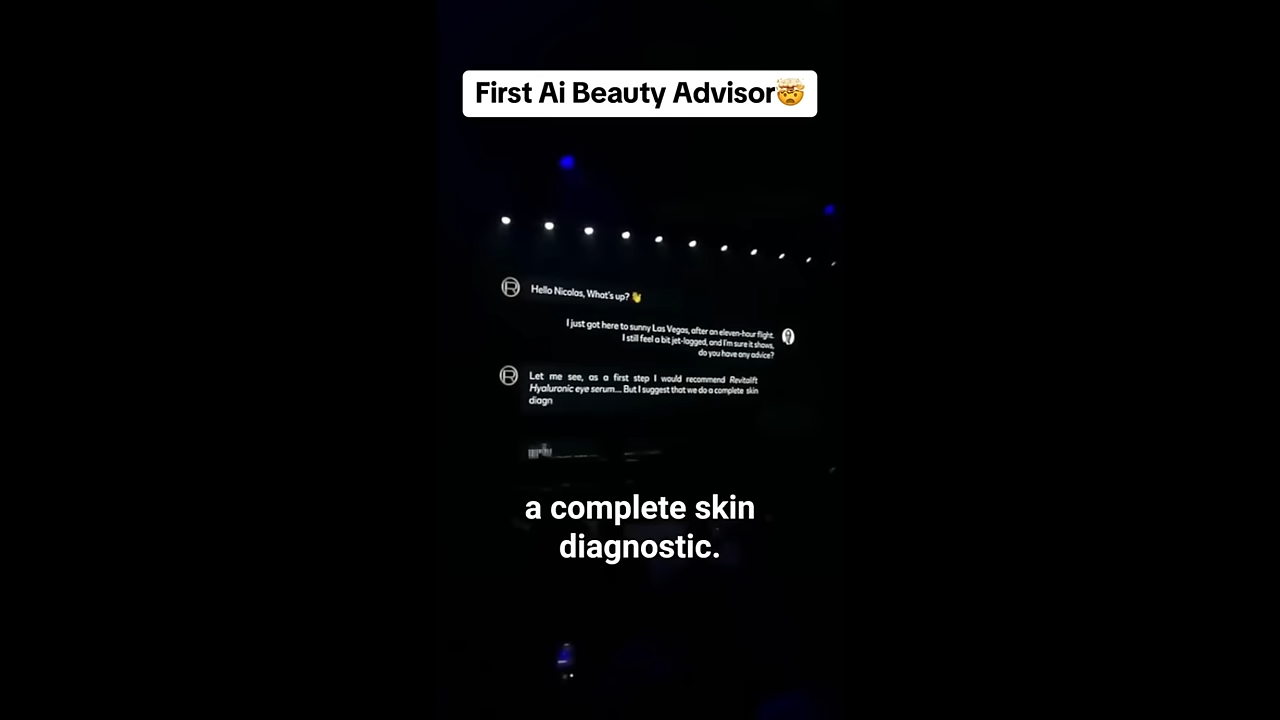 First Ai Beauty Advisor🤯
Hello Nicolas, What's up? 👋
I just got here to sunny Las Vegas, after an eleven-hour flight.
I still feel a bit jet-lagged, and I'm sure it shows,
do you have any advice?
Let me see, as a first step I would recommend Revitalift
Hyaluronic eye serum... But I suggest that we do a complete skin
diagn
a complete skin
diagnostic.